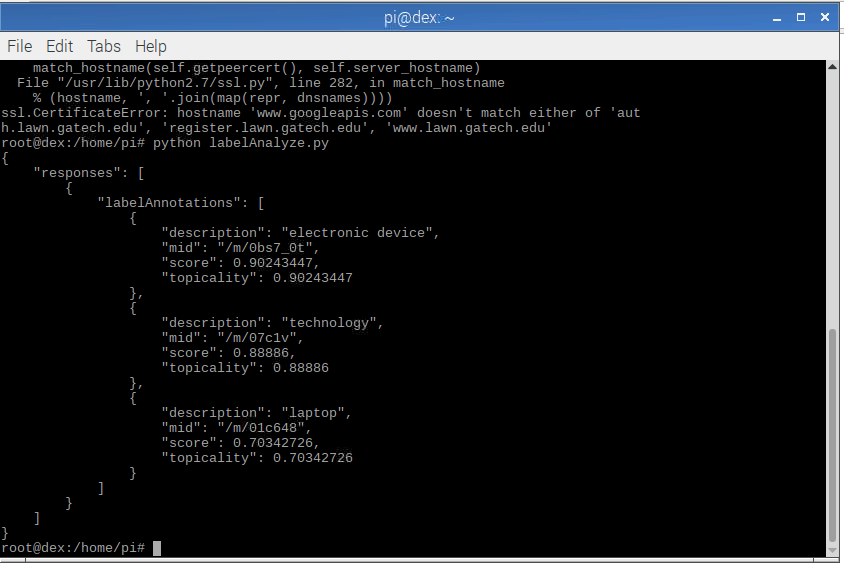 pi@dex: ~
File Edit Tabs Help
    match_hostname(self.getpeercert(), self.server_hostname)
  File "/usr/lib/python2.7/ssl.py", line 282, in match_hostname
    % (hostname, ', '.join(map(repr, dnsnames))))
ssl.CertificateError: hostname 'www.googleapis.com' doesn't match either of 'aut
h.lawn.gatech.edu', 'register.lawn.gatech.edu', 'www.lawn.gatech.edu'
root@dex:/home/pi# python labelAnalyze.py
{
    "responses": [
        {
            "labelAnnotations": [
                {
                    "description": "electronic device",
                    "mid": "/m/0bs7_0t",
                    "score": 0.90243447,
                    "topicality": 0.90243447
                },
                {
                    "description": "technology",
                    "mid": "/m/07c1v",
                    "score": 0.88886,
                    "topicality": 0.88886
                },
                {
                    "description": "laptop",
                    "mid": "/m/01c648",
                    "score": 0.70342726,
                    "topicality": 0.70342726
                }
            ]
        }
    ]
}
root@dex:/home/pi#